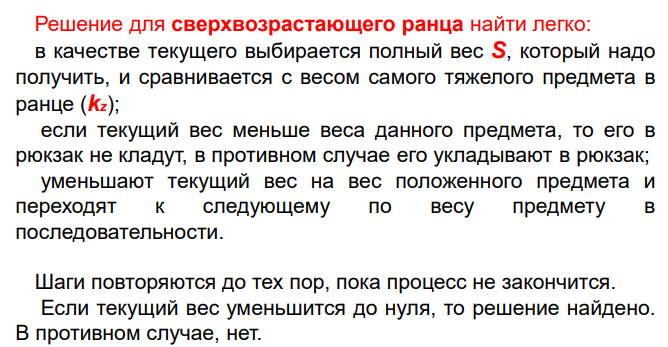 Решение для сверхвозрастающего ранца найти легко:
в качестве текущего выбирается полный вес S, который надо
получить, и сравнивается с весом самого тяжелого предмета в
ранце (kz);
если текущий вес меньше веса данного предмета, то его в
рюкзак не кладут, в противном случае его укладывают в рюкзак;
уменьшают текущий вес на вес положенного предмета и
переходят к следующему по весу предмету в
последовательности.
Шаги повторяются до тех пор, пока процесс не закончится.
Если текущий вес уменьшится до нуля, то решение найдено.
В противном случае, нет.